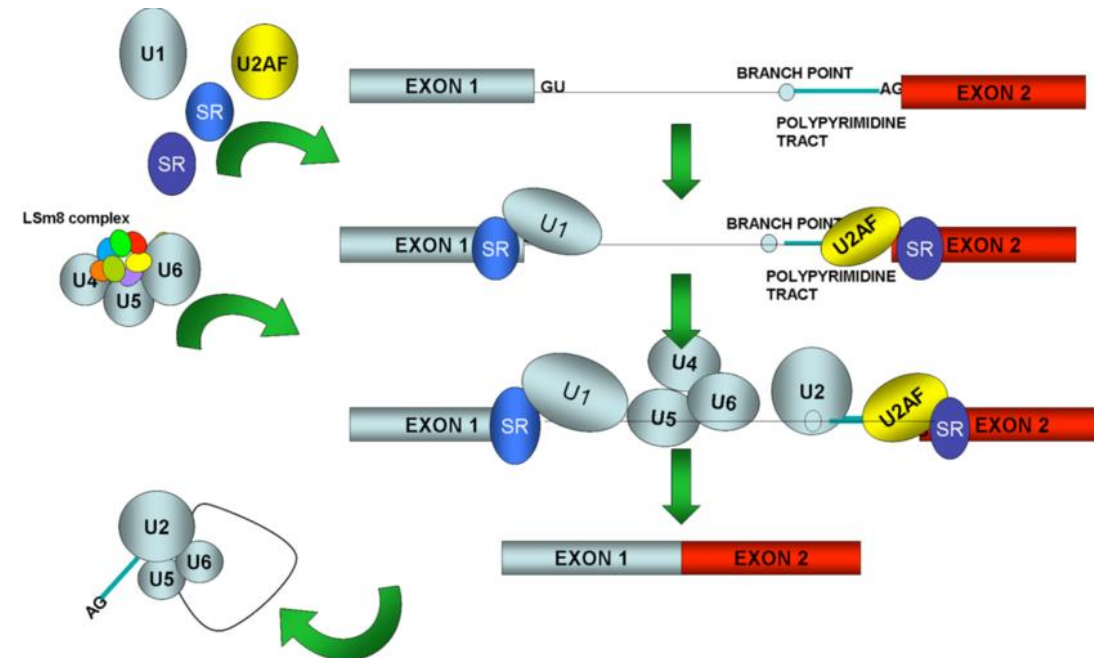 U1
U2AF
SR
SR
EXON 1
GU
BRANCH POINT
AG
EXON 2
POLYPYRIMIDINE
TRACT
LSm8 complex
U4
U5
U6
EXON 1
SR
U1
BRANCH POINT
U2AF
SR
EXON 2
POLYPYRIMIDINE
TRACT
EXON 1
SR
U1
U4
U5
U6
U2
U2AF
SR
EXON 2
U2
U6
U5
AG
EXON 1
EXON 2